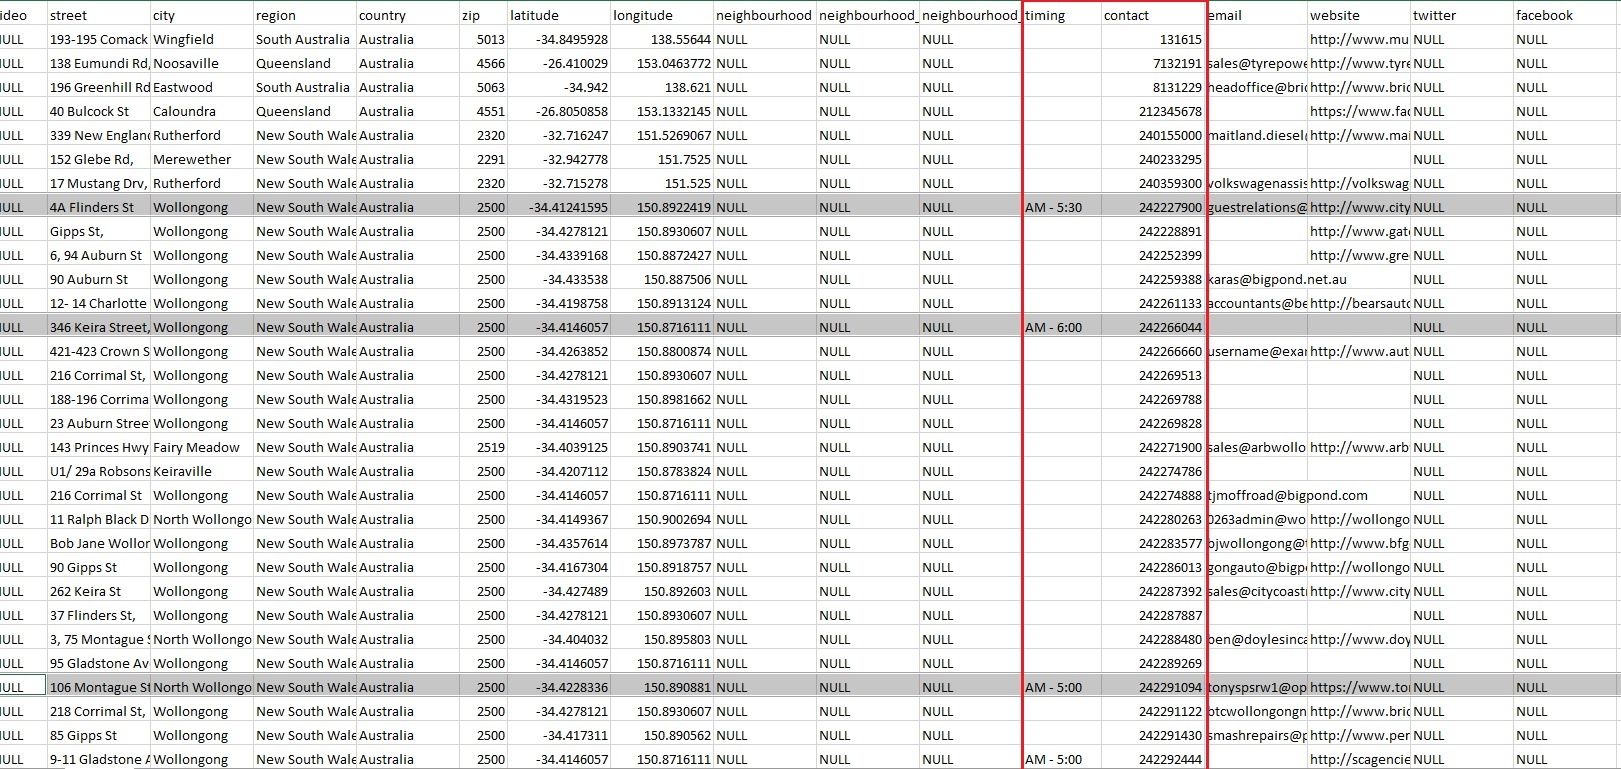 ideo street city region country zip latitude longitude neighbourhood neighbourhood_ neighbourhood_ timing contact email website twitter facebook
NULL 193-195 Comack Wingfield South Australia Australia 5013 -34.8495928 138.55644 NULL NULL NULL 131615 http://www.mu NULL NULL
NULL 138 Eumundi Rd, Noosaville Queensland Australia 4566 -26.410029 153.0463772 NULL NULL NULL 7132191 sales@tyrepowe http://www.tyre NULL NULL
NULL 196 Greenhill Rd Eastwood South Australia Australia 5063 -34.942 138.621 NULL NULL NULL 8131229 headoffice@bric http://www.bric NULL NULL
NULL 40 Bulcock St Caloundra Queensland Australia 4551 -26.8050858 153.1332145 NULL NULL NULL 212345678 https://www.fac NULL NULL
NULL 339 New England Rutherford New South Wale Australia 2320 -32.716247 151.5269067 NULL NULL NULL 240155000 maitland.diesel( http://www.mai NULL NULL
NULL 152 Glebe Rd, Merewether New South Wale Australia 2291 -32.942778 151.7525 NULL NULL NULL 240233295 NULL NULL
NULL 17 Mustang Drv, Rutherford New South Wale Australia 2320 -32.715278 151.525 NULL NULL NULL 240359300 volkswagenassis http://volkswag NULL NULL
NULL 4A Flinders St Wollongong New South Wale Australia 2500 -34.41241595 150.8922419 NULL NULL NULL AM - 5:30 242227900 guestrelations@ http://www.city NULL NULL
NULL Gipps St, Wollongong New South Wale Australia 2500 -34.4278121 150.8930607 NULL NULL NULL 242228891 http://www.gat NULL NULL
NULL 6, 94 Auburn St Wollongong New South Wale Australia 2500 -34.4339168 150.8872427 NULL NULL NULL 242252399 http://www.gre NULL NULL
NULL 90 Auburn St Wollongong New South Wale Australia 2500 -34.433538 150.887506 NULL NULL NULL 242259388 karas@bigpond.net.au NULL NULL
NULL 12- 14 Charlotte Wollongong New South Wale Australia 2500 -34.4198758 150.8913124 NULL NULL NULL 242261133 accountants@be http://bearsauto NULL NULL
NULL 346 Keira Street, Wollongong New South Wale Australia 2500 -34.4146057 150.8716111 NULL NULL NULL AM - 6:00 242266044 NULL NULL
NULL 421-423 Crown S Wollongong New South Wale Australia 2500 -34.4263852 150.8800874 NULL NULL NULL 242266660 username@exar http://www.aut NULL NULL
NULL 216 Corrimal St, Wollongong New South Wale Australia 2500 -34.4278121 150.8930607 NULL NULL NULL 242269513 NULL NULL
NULL 188-196 Corrima Wollongong New South Wale Australia 2500 -34.4319523 150.8981662 NULL NULL NULL 242269788 NULL NULL
NULL 23 Auburn Stree Wollongong New South Wale Australia 2500 -34.4146057 150.8716111 NULL NULL NULL 242269828 NULL NULL
NULL 143 Princes Hwy Fairy Meadow New South Wale Australia 2519 -34.4039125 150.8903741 NULL NULL NULL 242271900 sales@arbwollo http://www.arb NULL NULL
NULL U1/ 29a Robsons Keiraville New South Wale Australia 2500 -34.4207112 150.8783824 NULL NULL NULL 242274786 NULL NULL
NULL 216 Corrimal St Wollongong New South Wale Australia 2500 -34.4146057 150.8716111 NULL NULL NULL 242274888 tjmoffroad@bigpond.com NULL NULL
NULL 11 Ralph Black D North Wollongo New South Wale Australia 2500 -34.4149367 150.9002694 NULL NULL NULL 242280263 0263admin@wo http://wollongo NULL NULL
NULL Bob Jane Wollor Wollongong New South Wale Australia 2500 -34.4357614 150.8973787 NULL NULL NULL 242283577 bjwollongong@ http://www.bfg NULL NULL
NULL 90 Gipps St Wollongong New South Wale Australia 2500 -34.4167304 150.8918757 NULL NULL NULL 242286013 gongauto@bigp http://wollongo NULL NULL
NULL 262 Keira St Wollongong New South Wale Australia 2500 -34.427489 150.892603 NULL NULL NULL 242287392 sales@citycoast http://www.city NULL NULL
NULL 37 Flinders St, Wollongong New South Wale Australia 2500 -34.4278121 150.8930607 NULL NULL NULL 242287887 NULL NULL
NULL 3, 75 Montague S North Wollongo New South Wale Australia 2500 -34.404032 150.895803 NULL NULL NULL 242288480 ben@doylesinca http://www.doy NULL NULL
NULL 95 Gladstone Av Wollongong New South Wale Australia 2500 -34.4146057 150.8716111 NULL NULL NULL 242289269 NULL NULL
NULL 106 Montague St North Wollongo New South Wale Australia 2500 -34.4228336 150.890881 NULL NULL NULL AM - 5:00 242291094 tonyspsrw1@op https://www.to NULL NULL
NULL 218 Corrimal St, Wollongong New South Wale Australia 2500 -34.4278121 150.8930607 NULL NULL NULL 242291122 btcwollongongn http://www.bric NULL NULL
NULL 85 Gipps St Wollongong New South Wale Australia 2500 -34.417311 150.890562 NULL NULL NULL 242291430 smashrepairs@p http://www.per NULL NULL
NULL 9-11 Gladstone A Wollongong New South Wale Australia 2500 -34.4146057 150.8716111 NULL NULL NULL AM - 5:00 242292444 http://scagencie NULL NULL